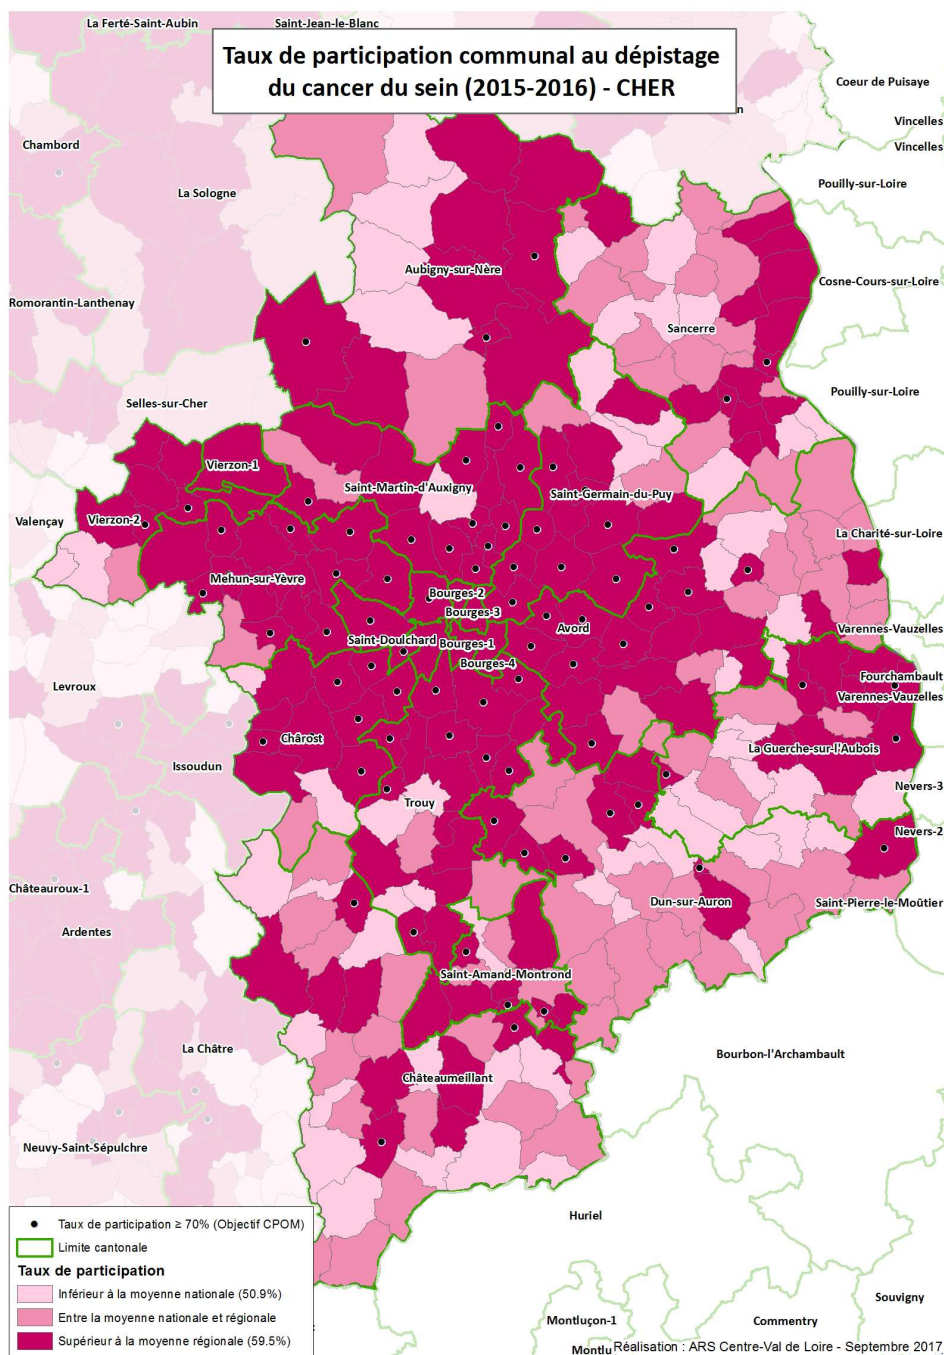 La Ferté-Saint-Aubin
Saint-Jean-le-Blanc
Taux de participation communal au dépistage
du cancer du sein (2015-2016) - CHER
Coeur de Puisaye
Vincelles
Chambord
Vincelles
Pouilly-sur-Loire
La Sologne
Aubigny-sur-Nère
Cosne-Cours-sur-Loire
Romorantin-Lanthenay
Sancerre
Pouilly-sur-Loire
Selles-sur-Cher
Vierzon-1
Saint-Martin-d'Auxigny
Saint-Germain-du-Puy
Valençay
Vierzon-2
La Charité-sur-Loire
Mehun-sur-Yèvre
Bourges-2
Bourges-3
Avord
Varennes-Vauzelles
Saint-Doulchard
Bourges-1
Bourges-4
Fourchambault
Levroux
Varennes-Vauzelles
Chârost
La Guerche-sur-l'Aubois
Issoudun
Nevers-3
Trouy
Nevers-2
Châteauroux-1
Dun-sur-Auron
Saint-Pierre-le-Moûtier
Ardentes
Saint-Amand-Montrond
La Châtre
Bourbon-l'Archambault
Châteaumeillant
Neuvy-Saint-Sépulchre
Huriel
Taux de participation ≥ 70% (Objectif CPOM)
Limite cantonale
Taux de participation
Inférieur à la moyenne nationale (50.9%)
Entre la moyenne nationale et régionale
Supérieur à la moyenne régionale (59.5%)
Souvigny
Montluçon-1
Commentry
Montlu
Réalisation : ARS Centre-Val de Loire - Septembre 2017